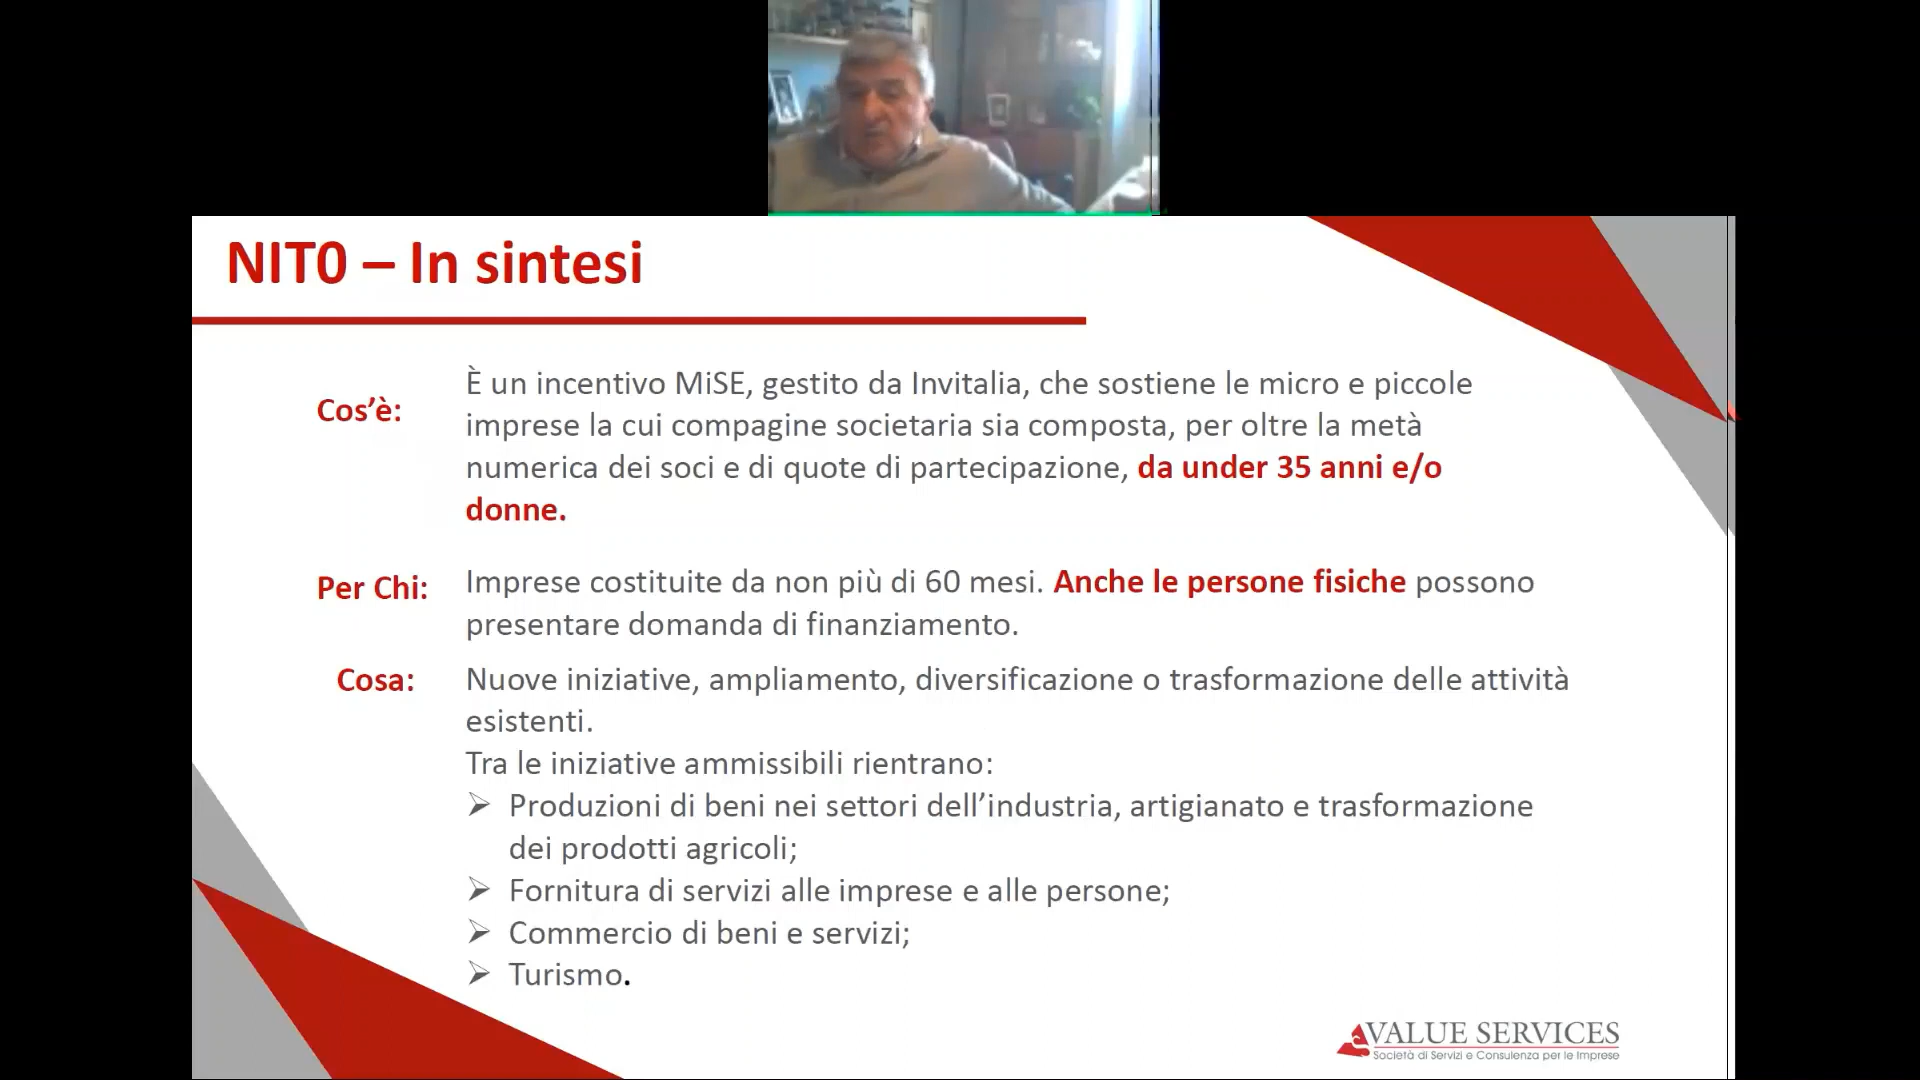 NIT0 – In sintesi
Cos’è:
È un incentivo MiSE, gestito da Invitalia, che sostiene le micro e piccole
imprese la cui compagine societaria sia composta, per oltre la metà
numerica dei soci e di quote di partecipazione, da under 35 anni e/o
donne.
Per Chi:
Imprese costituite da non più di 60 mesi. Anche le persone fisiche possono
presentare domanda di finanziamento.
Cosa:
Nuove iniziative, ampliamento, diversificazione o trasformazione delle attività
esistenti.
Tra le iniziative ammissibili rientrano:
➢ Produzioni di beni nei settori dell’industria, artigianato e trasformazione
dei prodotti agricoli;
➢ Fornitura di servizi alle imprese e alle persone;
➢ Commercio di beni e servizi;
➢ Turismo.
VALUE SERVICES
Società di Servizi e Consulenza per le Imprese